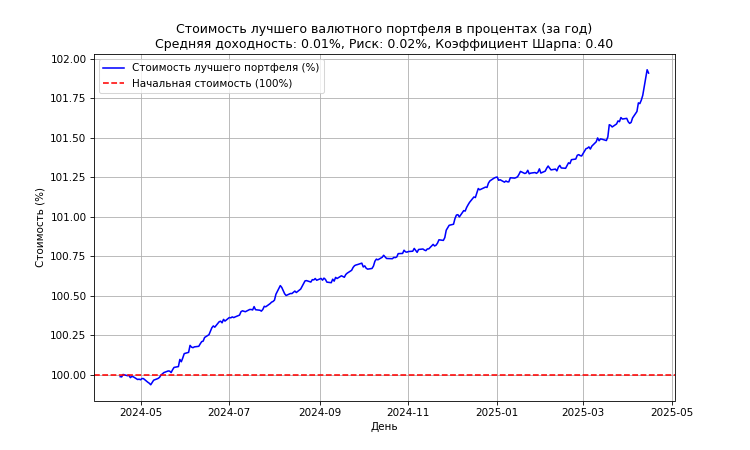 Стоимость лучшего валютного портфеля в процентах (за год)
Средняя доходность: 0.01%, Риск: 0.02%, Коэффициент Шарпа: 0.40
Стоимость лучшего портфеля (%)
Начальная стоимость (100%)
Стоимость (%)
102.00
101.75
101.50
101.25
101.00
100.75
100.50
100.25
100.00
2024-05 2024-07 2024-09 2024-11 2025-01 2025-03 2025-05
День